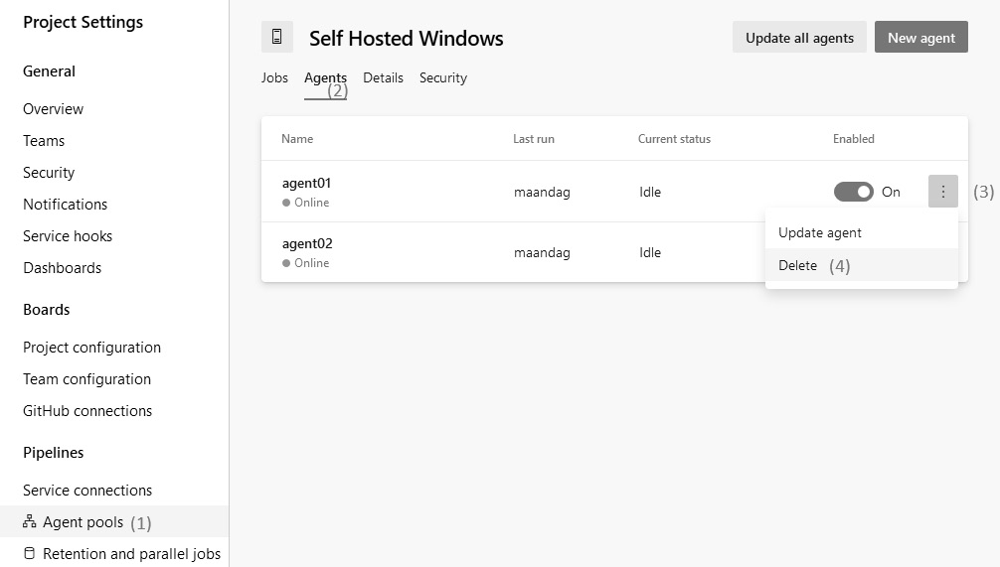 Project Settings
General
Overview
Teams
Security
Notifications
Service hooks
Dashboards
Boards
Project configuration
Team configuration
GitHub connections
Pipelines
Service connections
Agent pools (1)
Retention and parallel jobs
Self Hosted Windows
Update all agents New agent
Jobs Agents Details Security
(2)
Name Last run Current status Enabled
agent01 maandag Idle On (3)
Online
agent02 maandag Idle
Online
Update agent
Delete (4)